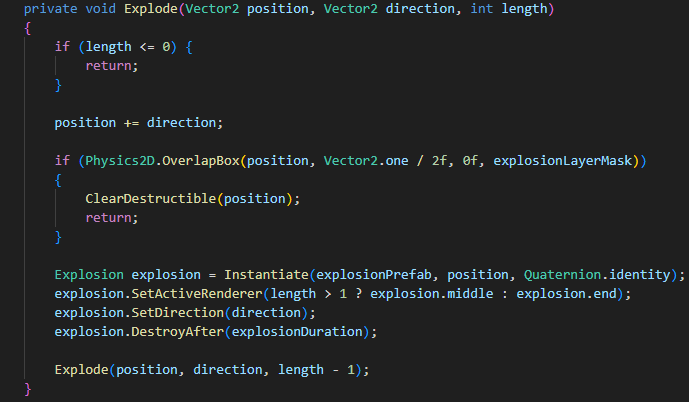 private void Explode(Vector2 position, Vector2 direction, int length)
{
    if (length <= 0) {
        return;
    }

    position += direction;

    if (Physics2D.OverlapBox(position, Vector2.one / 2f, 0f, explosionLayerMask))
    {
        ClearDestructible(position);
        return;
    }

    Explosion explosion = Instantiate(explosionPrefab, position, Quaternion.identity);
    explosion.SetActiveRenderer(length > 1 ? explosion.middle : explosion.end);
    explosion.SetDirection(direction);
    explosion.DestroyAfter(explosionDuration);

    Explode(position, direction, length - 1);
}